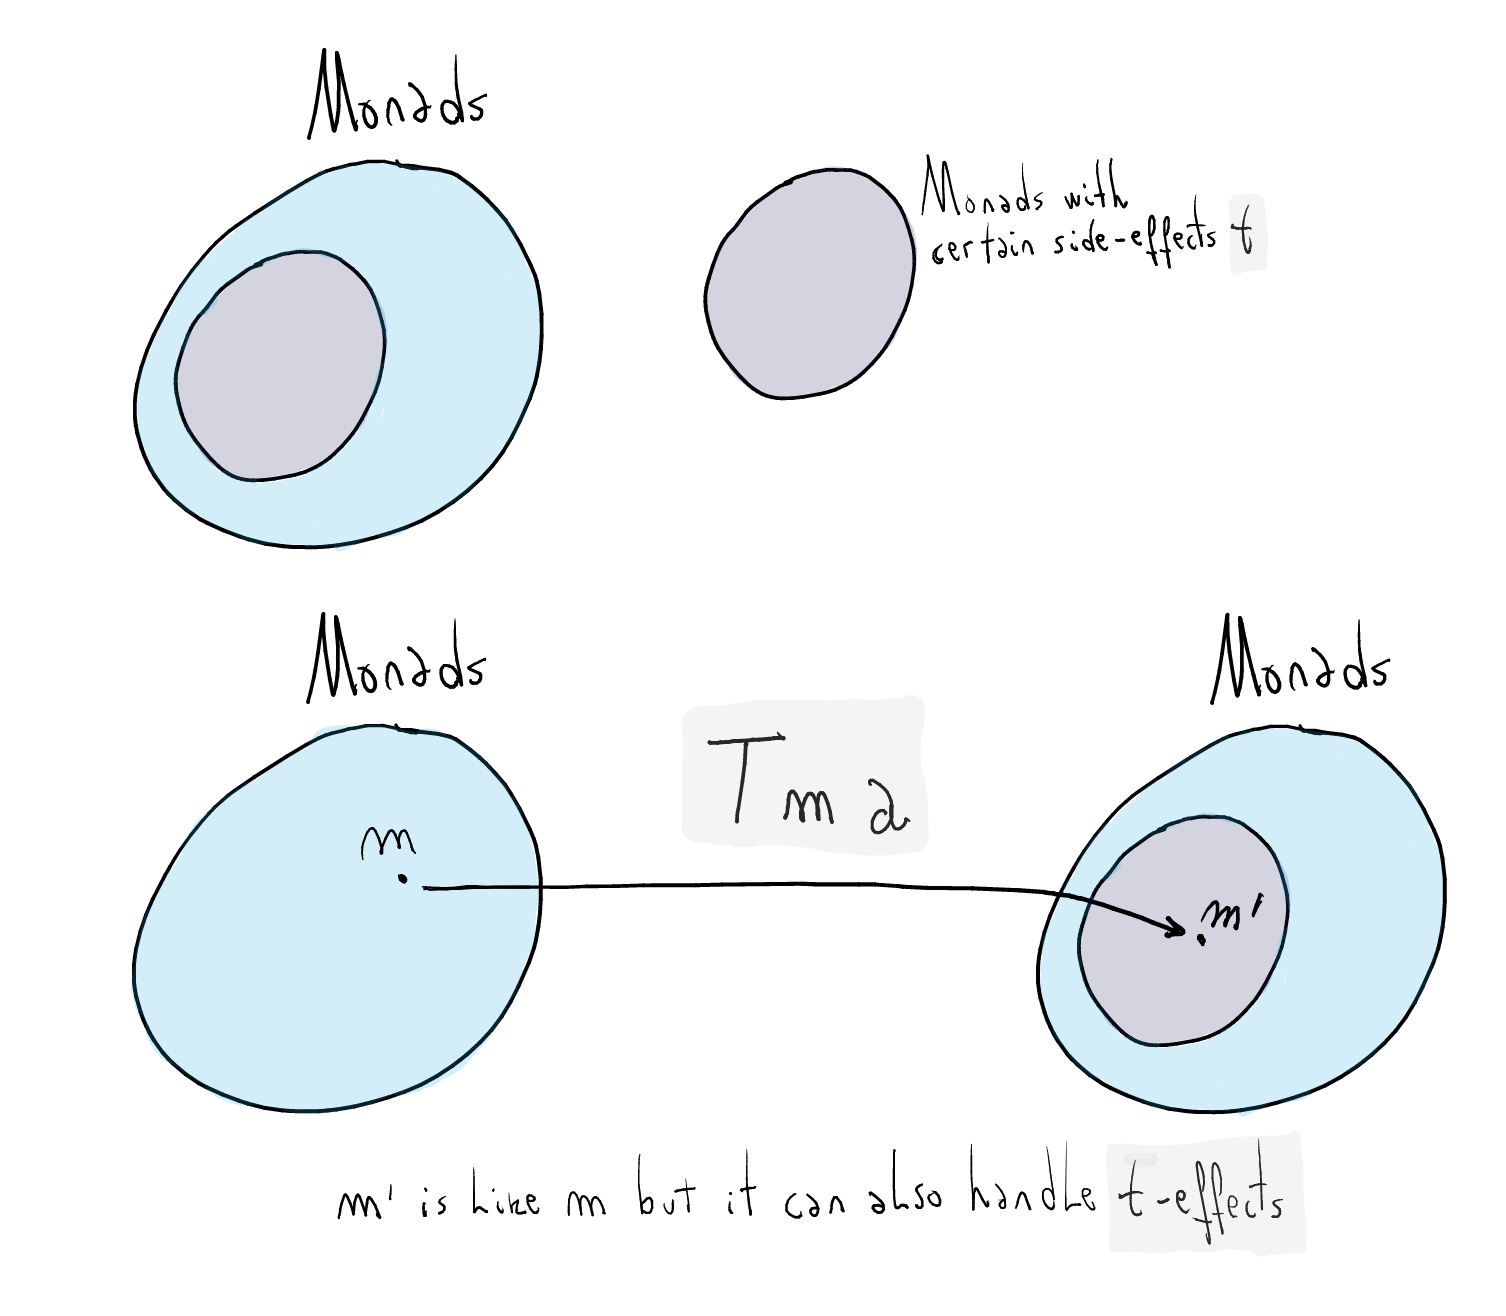 Monads
Monads with
certain side-effects t
Monads
Monads
T m a
m
m'
m' is like m but it can also handle t-effects